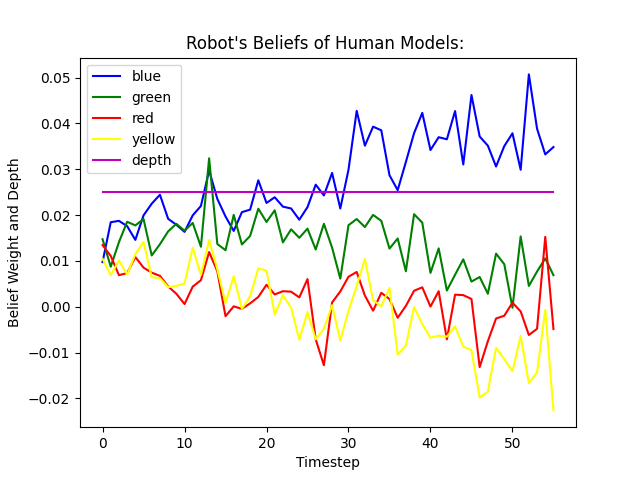 Robot's Beliefs of Human Models:
blue
green
red
yellow
depth
Belief Weight and Depth
0.05
0.04
0.03
0.02
0.01
0.00
−0.01
−0.02
0 10 20 30 40 50
Timestep